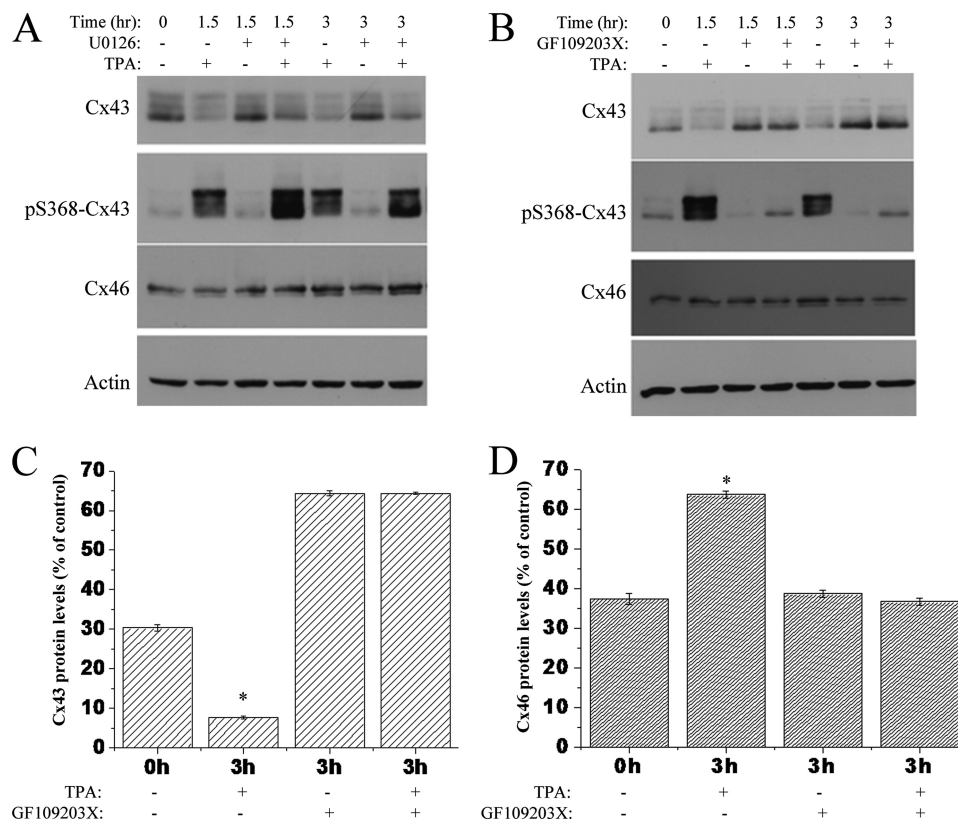 A
Time (hr): 0 1.5 1.5 1.5 3 3 3
U0126: - - + + - + +
TPA: - + - + + - +
Cx43
pS368-Cx43
Cx46
Actin
B
Time (hr): 0 1.5 1.5 1.5 3 3 3
GF109203X: - - + + - + +
TPA: - + - + + - +
Cx43
pS368-Cx43
Cx46
Actin
C
Cx43 protein levels (% of control)
70
60
50
40
30
20
10
0
*
0h 3h 3h 3h
TPA: - + - +
GF109203X: - - + +
D
Cx46 protein levels (% of control)
70
60
50
40
30
20
10
0
*
0h 3h 3h 3h
TPA: - + - +
GF109203X: - - + +